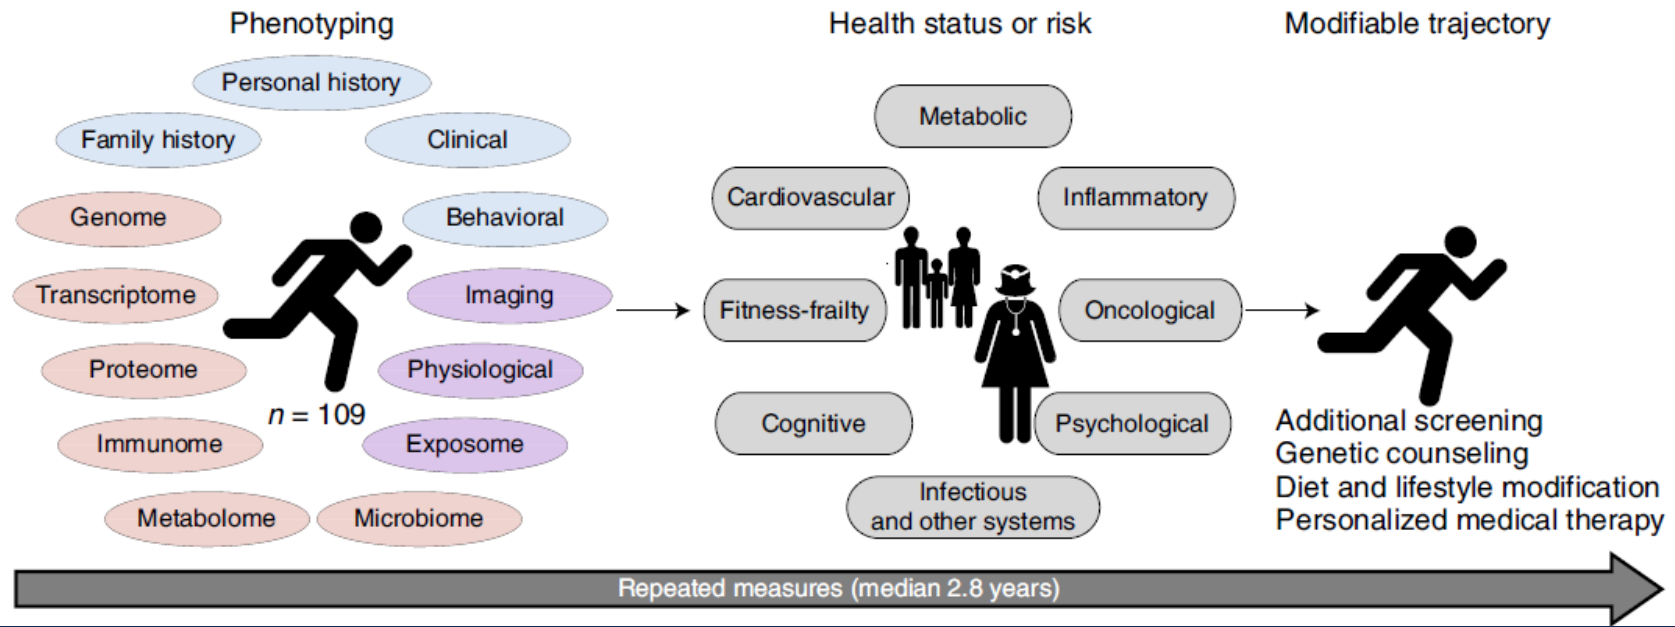 Phenotyping
Personal history
Family history
Clinical
Genome
Behavioral
Transcriptome
Imaging
Proteome
Physiological
n = 109
Immunome
Exposome
Metabolome
Microbiome
Health status or risk
Metabolic
Cardiovascular
Inflammatory
Fitness-frailty
Oncological
Cognitive
Psychological
Infectious
and other systems
Modifiable trajectory
Additional screening
Genetic counseling
Diet and lifestyle modification
Personalized medical therapy
Repeated measures (median 2.8 years)